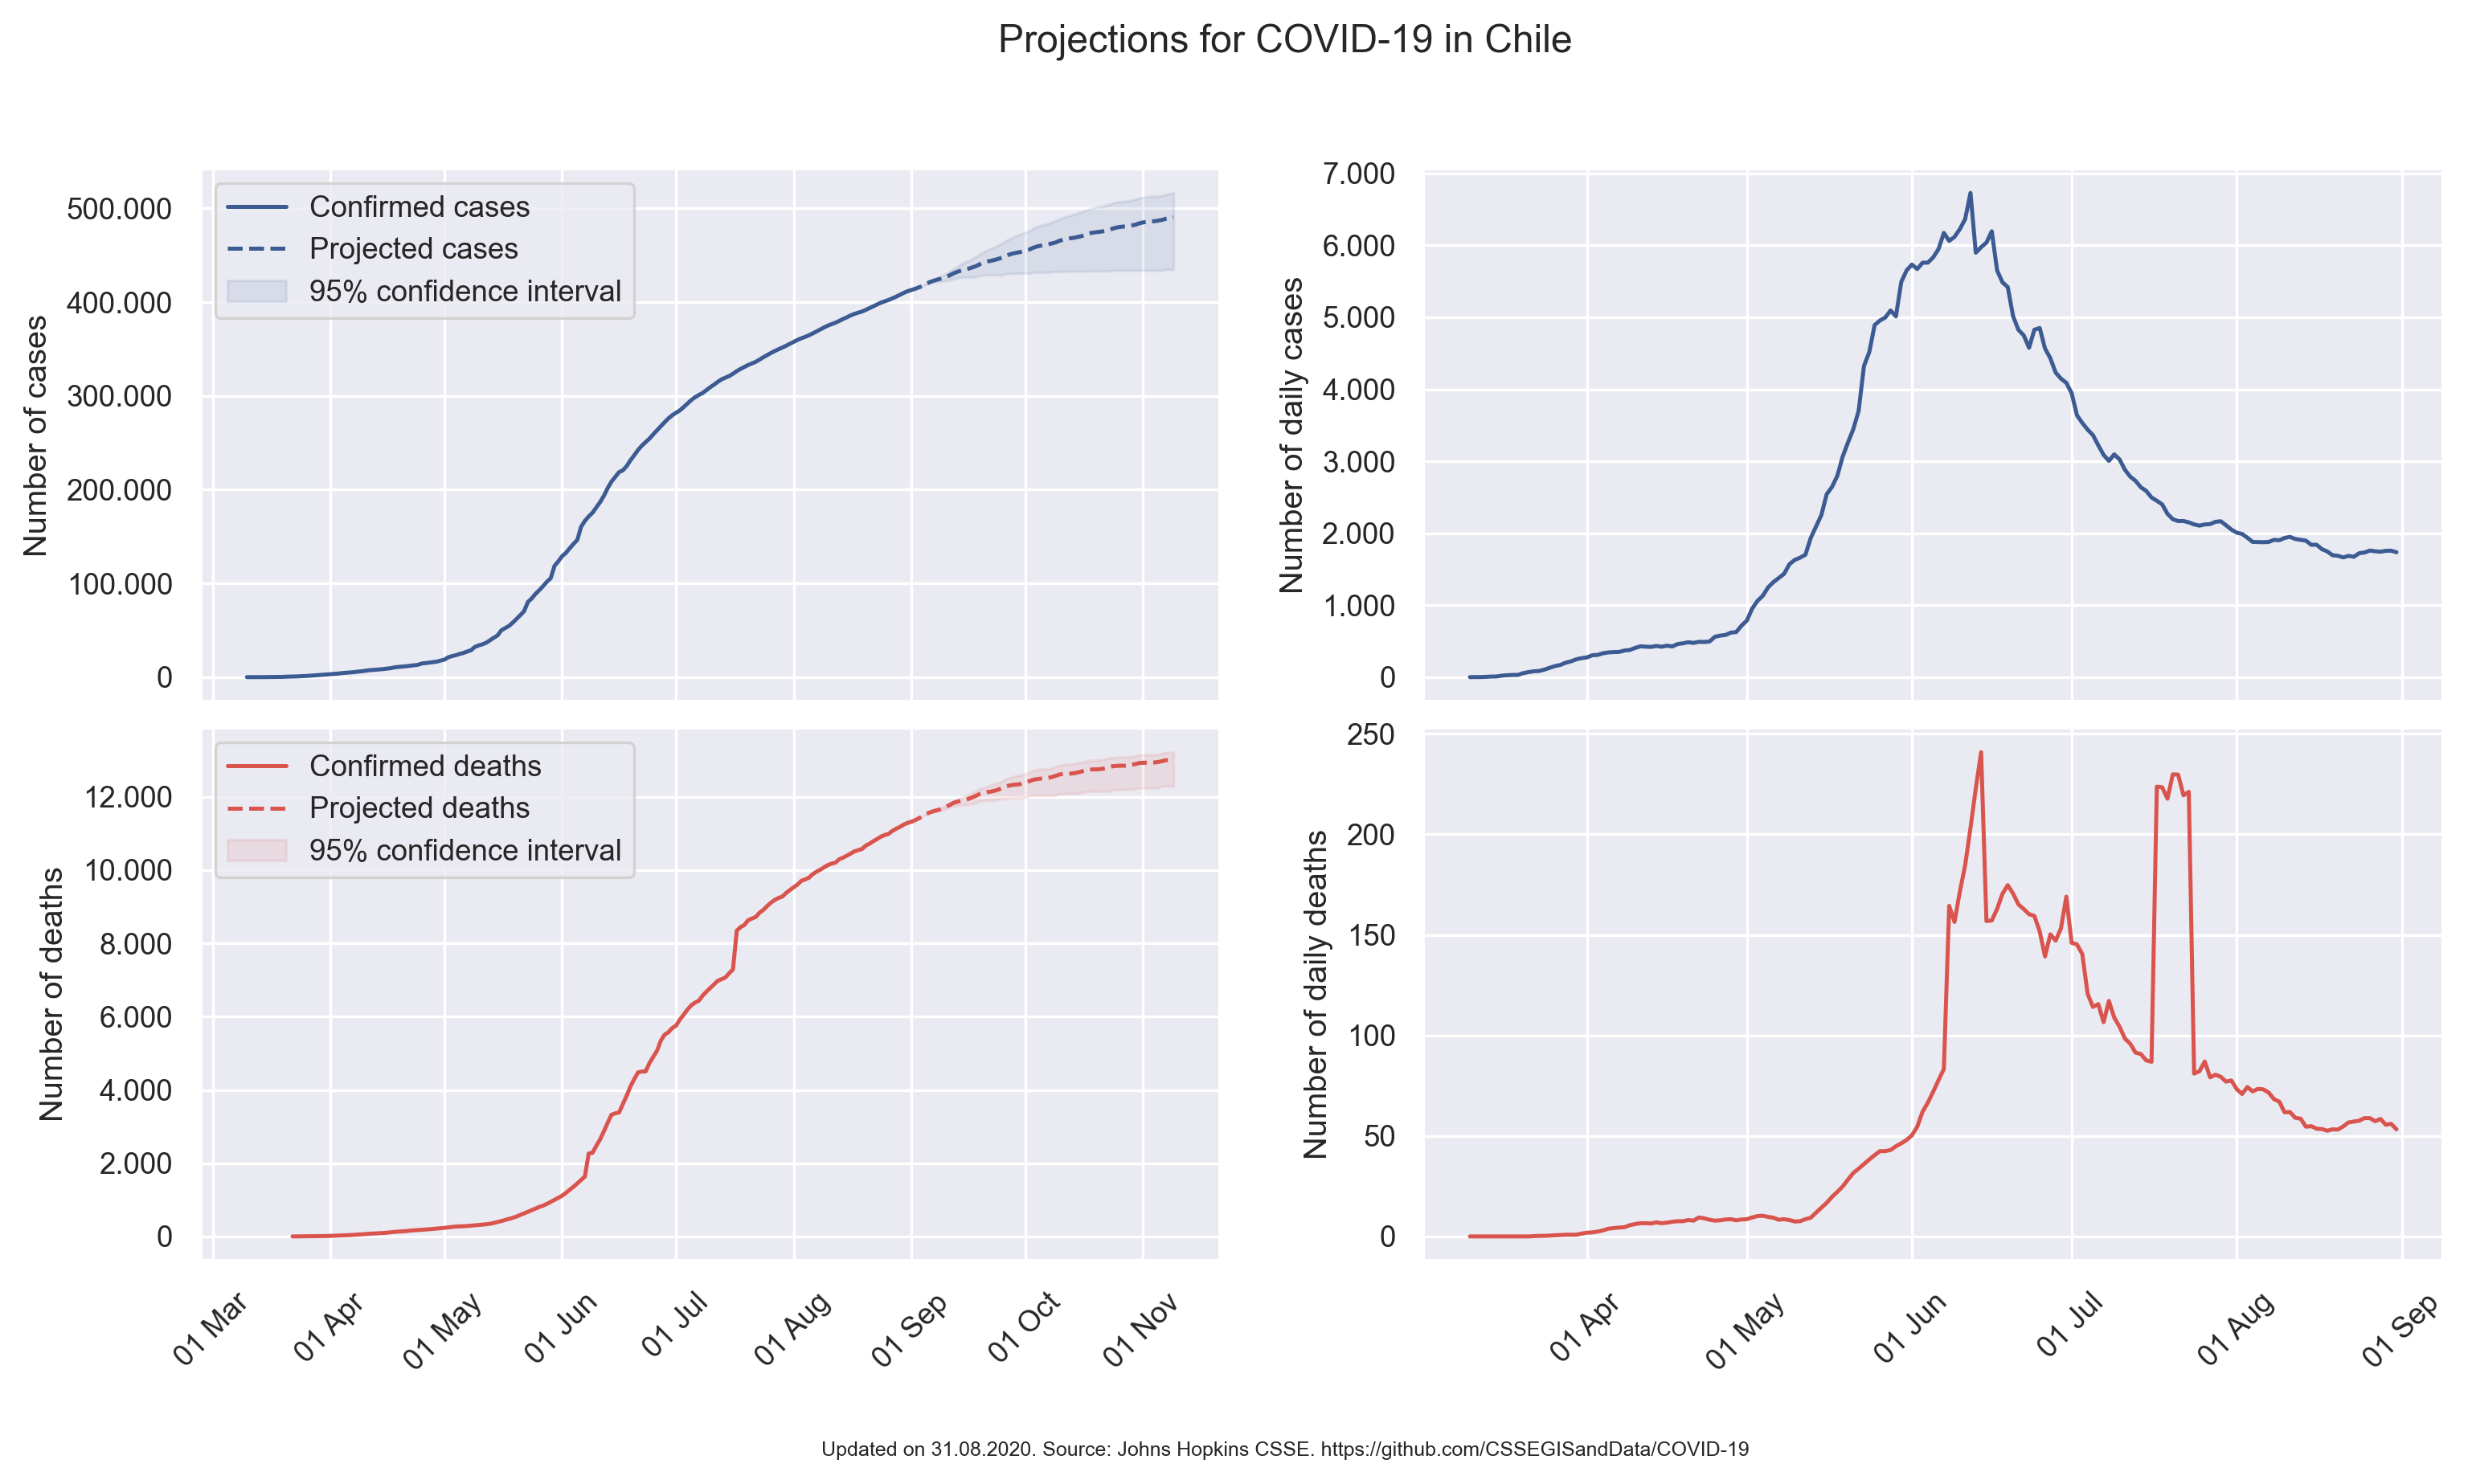 Projections for COVID-19 in Chile
Number of cases
500.000
400.000
300.000
200.000
100.000
0
Confirmed cases
Projected cases
95% confidence interval
Number of daily cases
7.000
6.000
5.000
4.000
3.000
2.000
1.000
0
Number of deaths
12.000
10.000
8.000
6.000
4.000
2.000
0
Confirmed deaths
Projected deaths
95% confidence interval
01 Mar
01 Apr
01 May
01 Jun
01 Jul
01 Aug
01 Sep
01 Oct
01 Nov
Number of daily deaths
250
200
150
100
50
0
01 Apr
01 May
01 Jun
01 Jul
01 Aug
01 Sep
Updated on 31.08.2020. Source: Johns Hopkins CSSE. https://github.com/CSSEGISandData/COVID-19